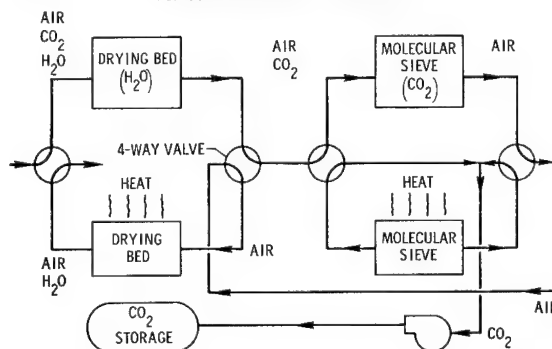 AIR
CO2
H2O
DRYING BED
(H2O)
AIR
CO2
MOLECULAR
SIEVE
(CO2)
AIR
4-WAY VALVE
HEAT
HEAT
DRYING
BED
AIR
MOLECULAR
SIEVE
AIR
H2O
AIR
CO2
STORAGE
CO2